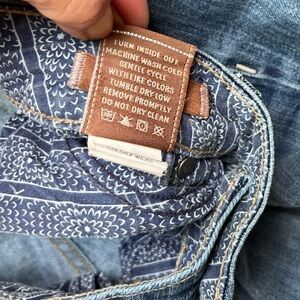 TURN INSIDE OUT
MACHINE WASH COLD
GENTLE CYCLE
WITH LIKE COLORS
TUMBLE DRY LOW
REMOVE PROMPTLY
DO NOT DRY CLEAN